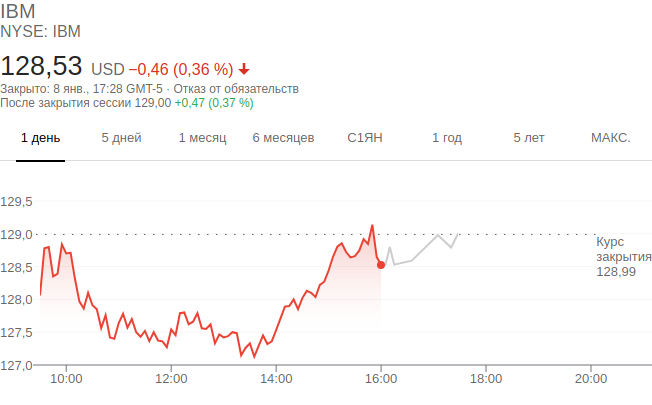 IBM
NYSE: IBM
128,53 USD −0,46 (0,36 %)
Закрыто: 8 янв., 17:28 GMT-5 · Отказ от обязательств
После закрытия сессии 129,00 +0,47 (0,37 %)
1 день 5 дней 1 месяц 6 месяцев С1ЯН 1 год 5 лет МАКС.
129,5
129,0
Курс
закрытия
128,99
128,5
128,0
127,5
127,0
10:00 12:00 14:00 16:00 18:00 20:00